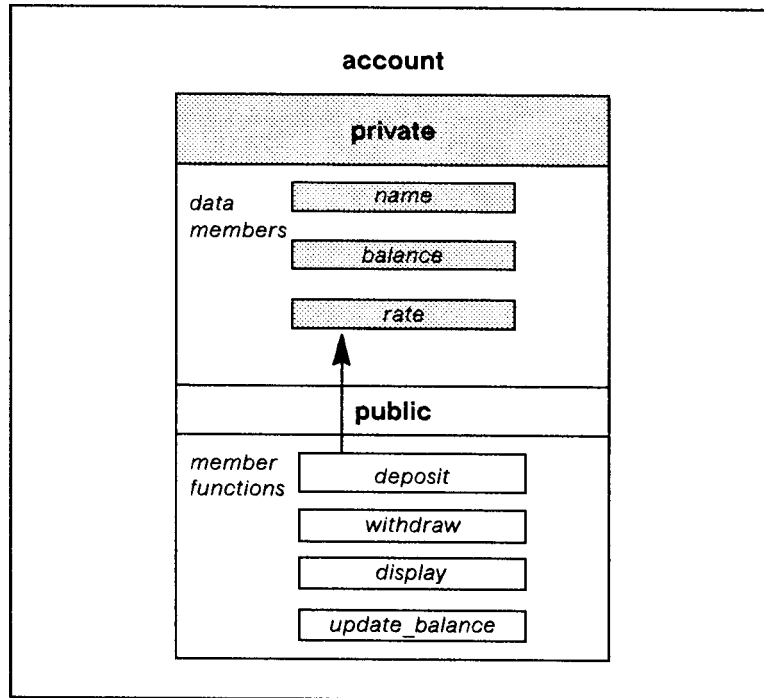 account
private
data
members
name
balance
rate
public
member
functions
deposit
withdraw
display
update_balance